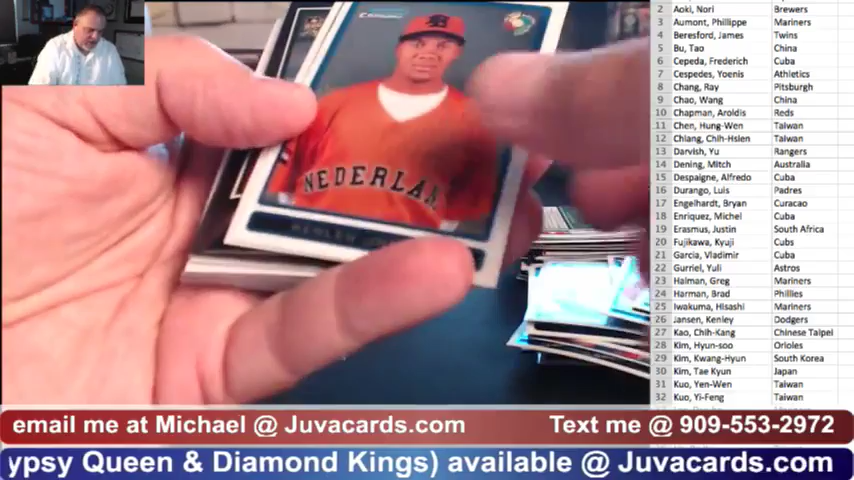 NEDERLAN
2 Aoki, Nori Brewers
3 Aumont, Phillippe Mariners
4 Beresford, James Twins
5 Bu, Tao China
6 Cepeda, Frederich Cuba
7 Cespedes, Yoenis Athletics
8 Chang, Ray Pitsburgh
9 Chao, Wang China
10 Chapman, Aroldis Reds
11 Chen, Hung-Wen Taiwan
12 Chiang, Chih-Hsien Taiwan
13 Darvish, Yu Rangers
14 Dening, Mitch Australia
15 Despaigne, Alfredo Cuba
16 Durango, Luis Padres
17 Engelhardt, Bryan Curacao
18 Enriquez, Michel Cuba
19 Erasmus, Justin South Africa
20 Fujikawa, Kyuji Cubs
21 Garcia, Vladimir Cuba
22 Gurriel, Yuli Astros
23 Halman, Greg Mariners
24 Harman, Brad Phillies
25 Iwakuma, Hisashi Mariners
26 Jansen, Kenley Dodgers
27 Kao, Chih-Kang Chinese Taipei
28 Kim, Hyun-soo Orioles
29 Kim, Kwang-Hyun South Korea
30 Kim, Tae Kyun Japan
31 Kuo, Yen-Wen Taiwan
32 Kuo, Yi-Feng Taiwan
email me at Michael @ Juvacards.com Text me @ 909-553-2972
ypsy Queen & Diamond Kings) available @ Juvacards.com